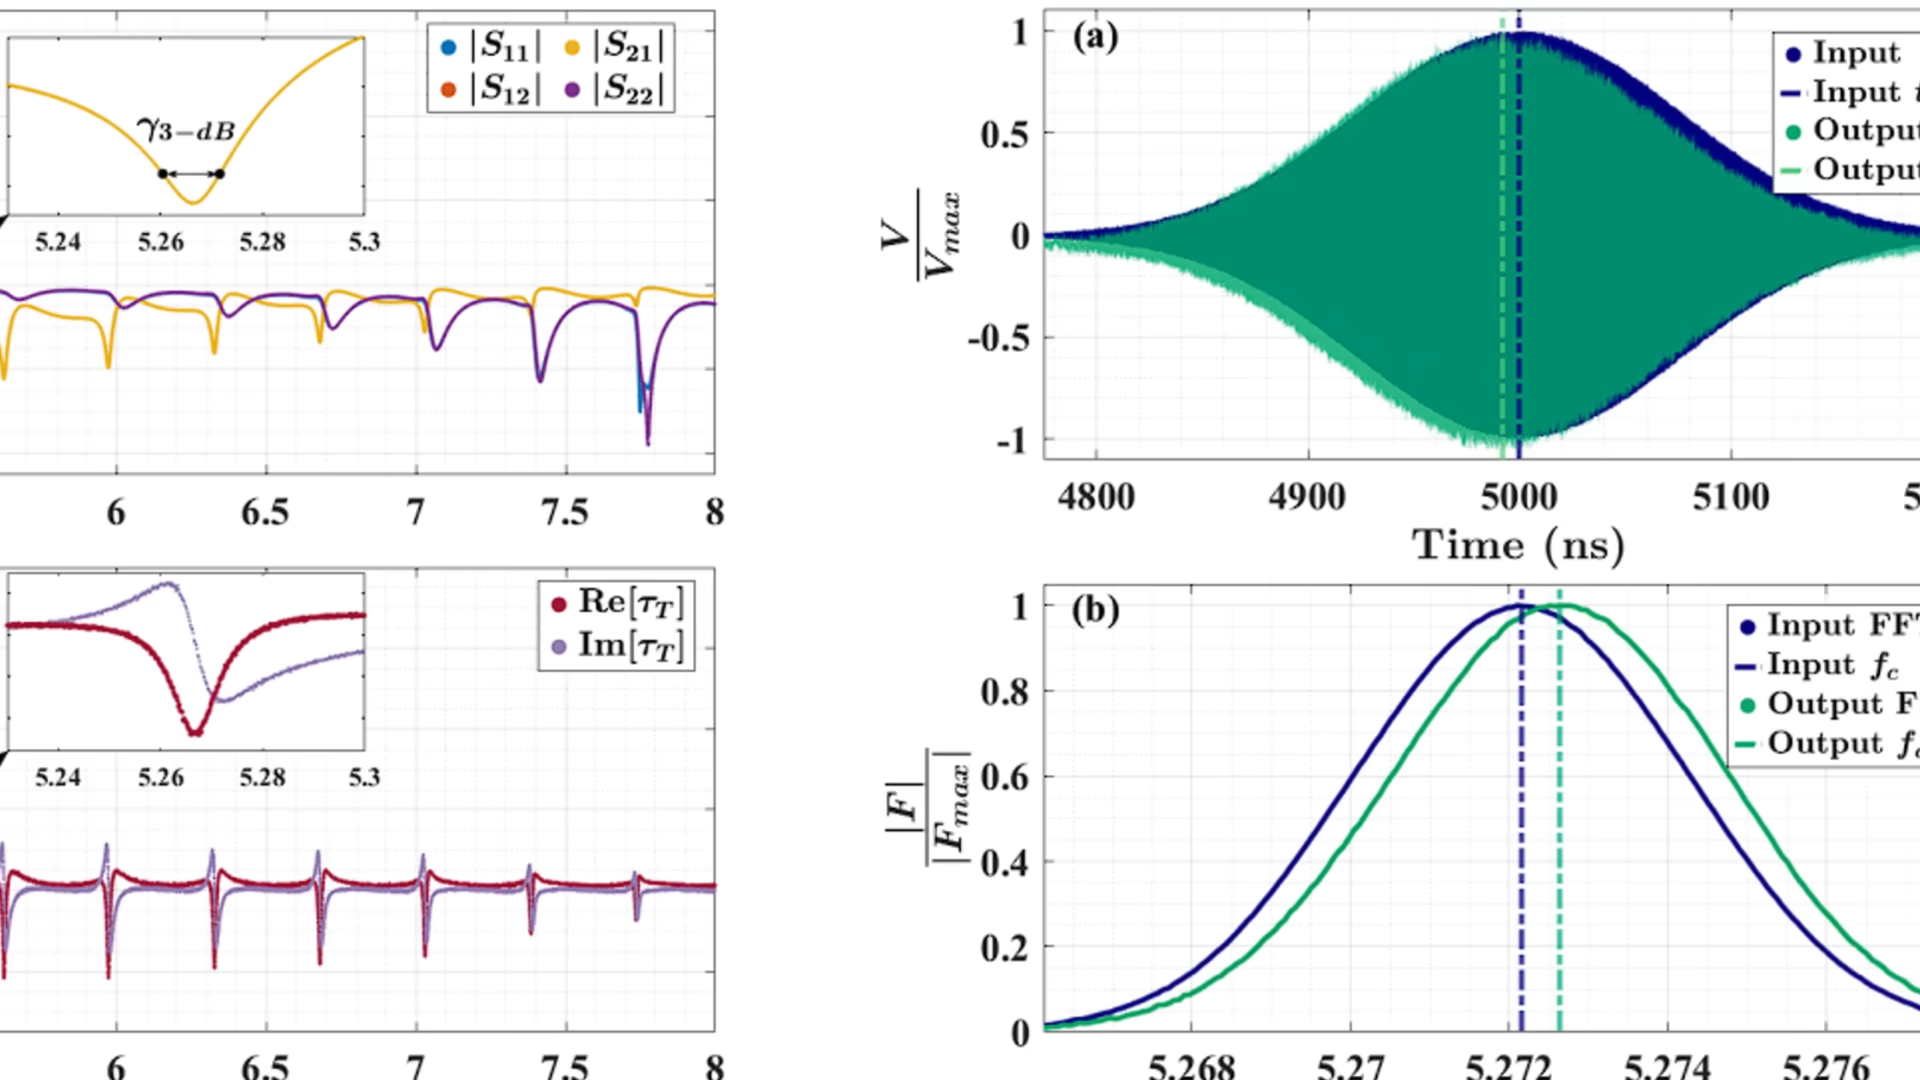 |S11| |S21|
|S12| |S22|
γ3−dB
5.24 5.26 5.28 5.3
6 6.5 7 7.5 8
Re[τT]
Im[τT]
5.24 5.26 5.28 5.3
6 6.5 7 7.5 8
(a)
Input
Input
Output
Output
1
0.5
0
-0.5
-1
V
Vmax
4800 4900 5000 5100
Time (ns)
(b)
Input FFT
Input fc
Output F
Output
1
0.8
0.6
0.4
0.2
0
|F|
|Fmax|
5.268 5.27 5.272 5.274 5.276